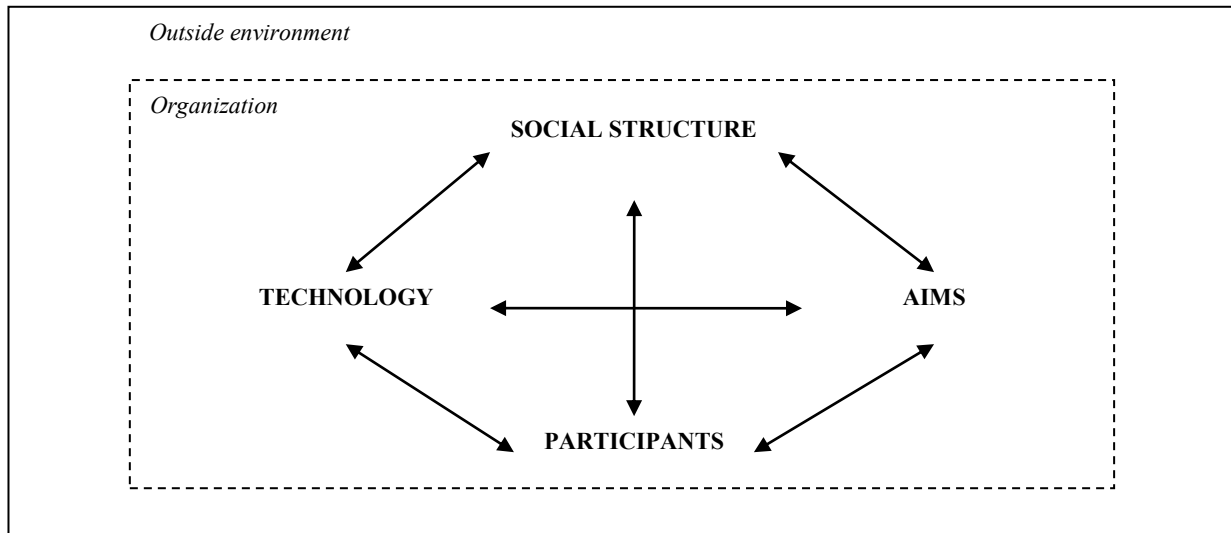 Outside environment
Organization
SOCIAL STRUCTURE
TECHNOLOGY
AIMS
PARTICIPANTS